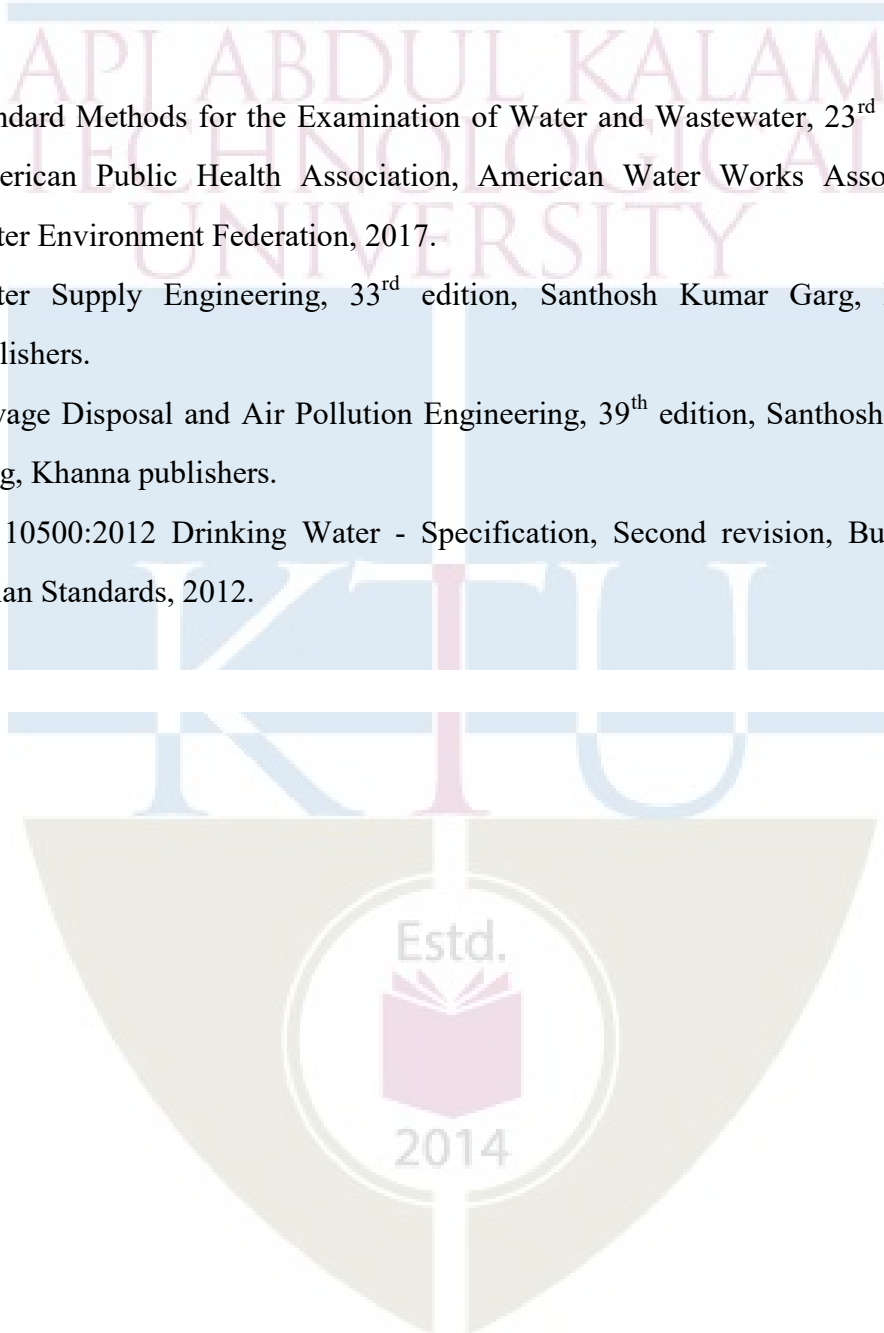 API ABDUL KALAM
TECHNOLOGICAL
UNIVERSITY
ndard Methods for the Examination of Water and Wastewater, 23rd
erican Public Health Association, American Water Works Asso
ter Environment Federation, 2017.
ter Supply Engineering, 33rd edition, Santhosh Kumar Garg,
lishers.
vage Disposal and Air Pollution Engineering, 39th edition, Santhosh
g, Khanna publishers.
10500:2012 Drinking Water - Specification, Second revision, Bu
ian Standards, 2012.
KTU
Estd.
2014